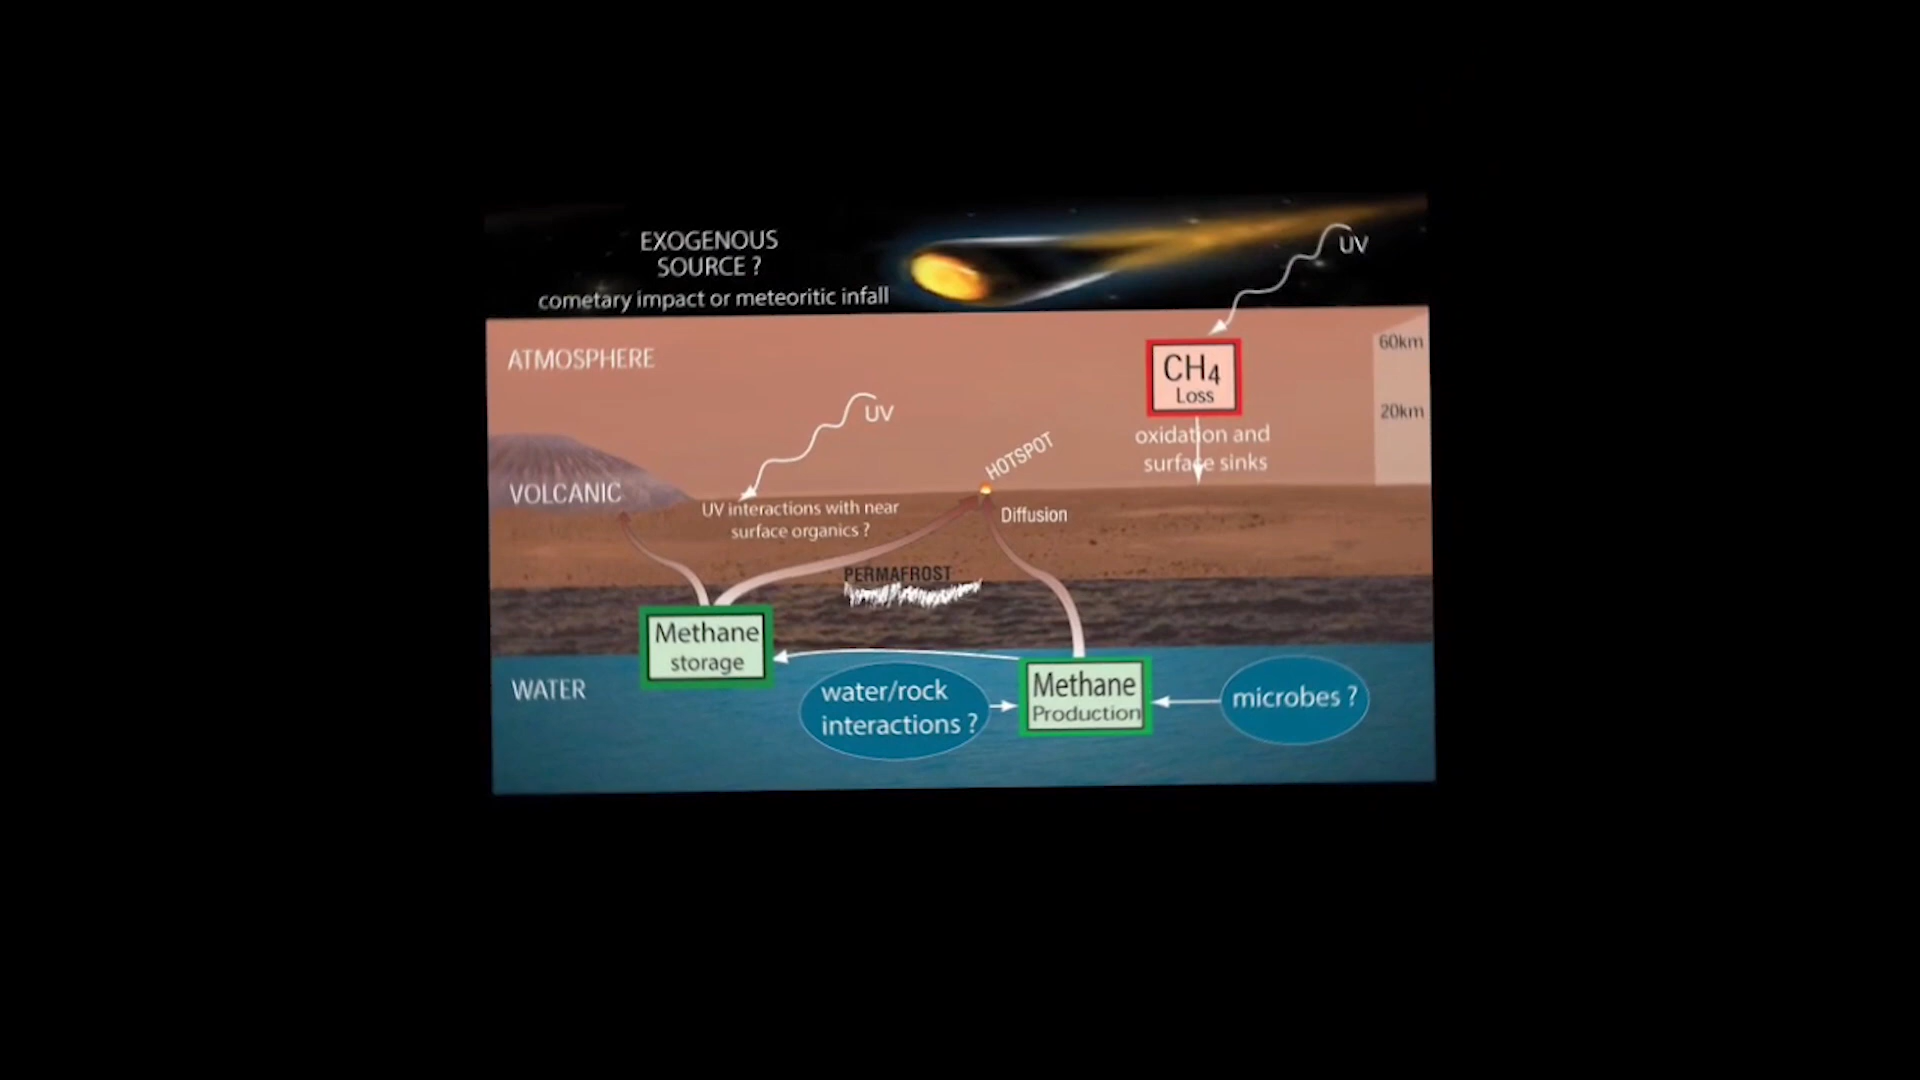 EXOGENOUS
SOURCE ?
cometary impact or meteoritic infall
UV
ATMOSPHERE
60km
CH4
Loss
20km
UV
oxidation and
surface sinks
HOTSPOT
VOLCANIC
UV interactions with near
surface organics ?
Diffusion
PERMAFROST
Methane
storage
WATER
water/rock
interactions ?
Methane
Production
microbes ?